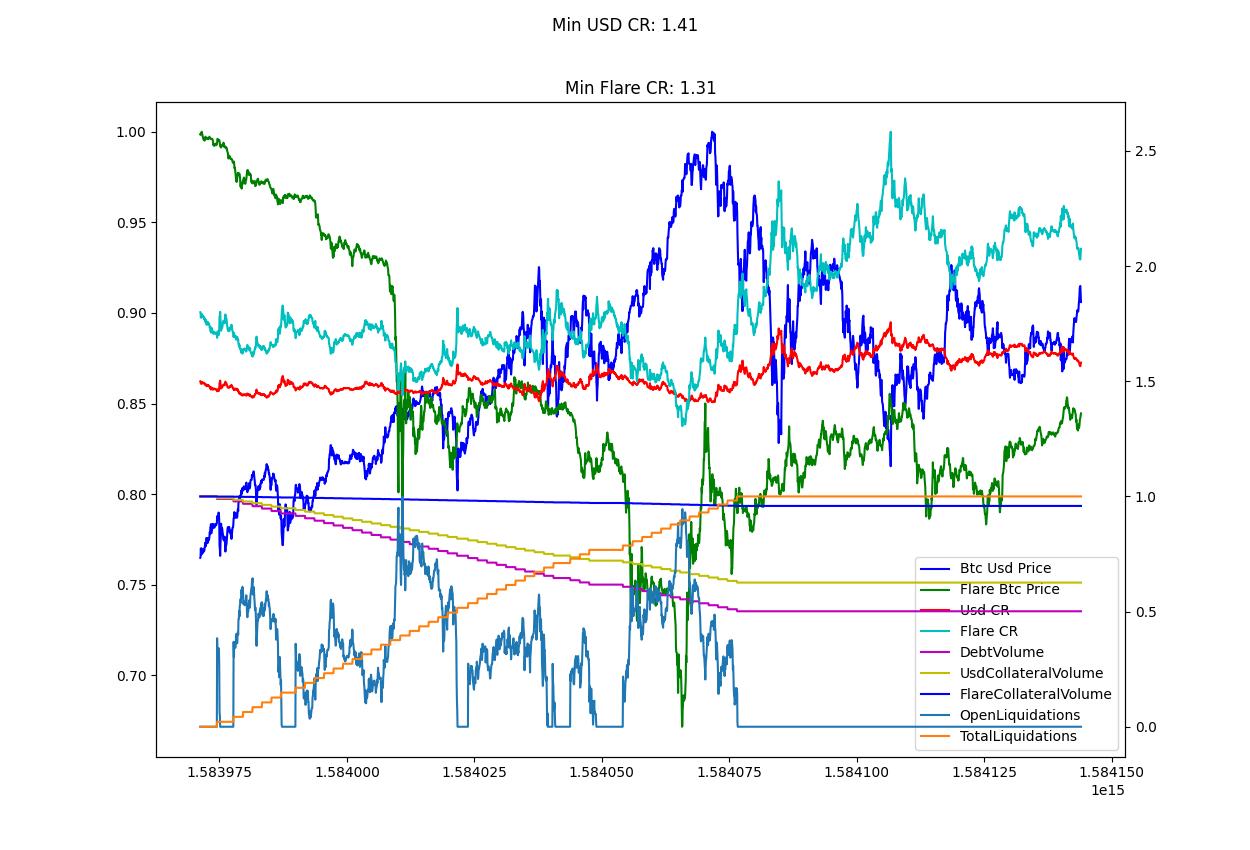 Min USD CR: 1.41
Min Flare CR: 1.31
1.00
0.95
0.90
0.85
0.80
0.75
0.70
2.5
2.0
1.5
1.0
0.5
0.0
Btc Usd Price
Flare Btc Price
Usd CR
Flare CR
DebtVolume
UsdCollateralVolume
FlareCollateralVolume
OpenLiquidations
TotalLiquidations
1.583975 1.584000 1.584025 1.584050 1.584075 1.584100 1.584125 1.584150
1e15